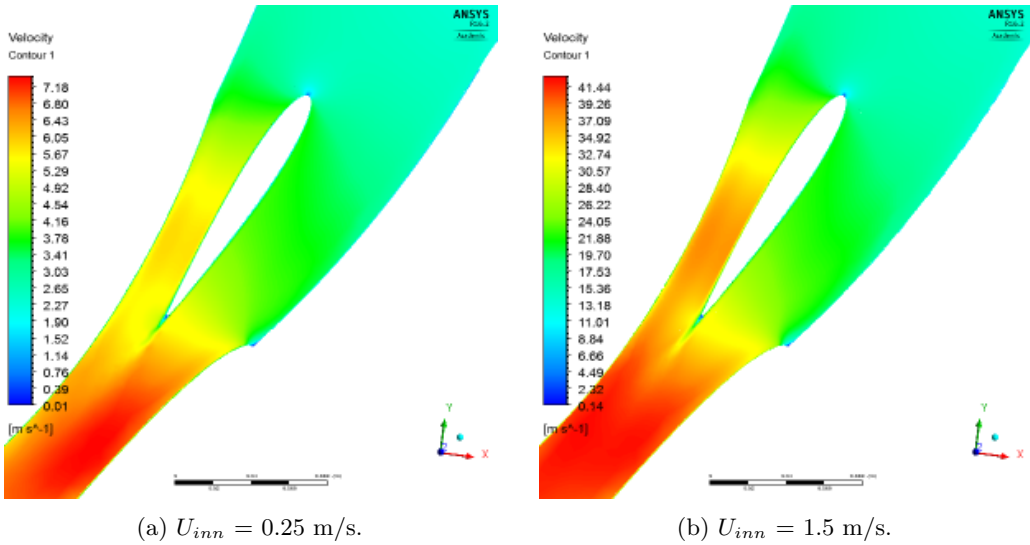 ANSYS
Velocity
Contour 1
7.18
6.80
6.43
6.05
5.67
5.29
4.92
4.54
4.16
3.78
3.41
3.03
2.65
2.27
1.90
1.52
1.14
0.76
0.39
0.01
[m s^-1]
Y
X
(a) U_inn = 0.25 m/s.
ANSYS
Velocity
Contour 1
41.44
39.26
37.09
34.92
32.74
30.57
28.40
26.22
24.05
21.88
19.70
17.53
15.36
13.18
11.01
8.84
6.66
4.49
2.32
0.14
[m s^-1]
Y
X
(b) U_inn = 1.5 m/s.